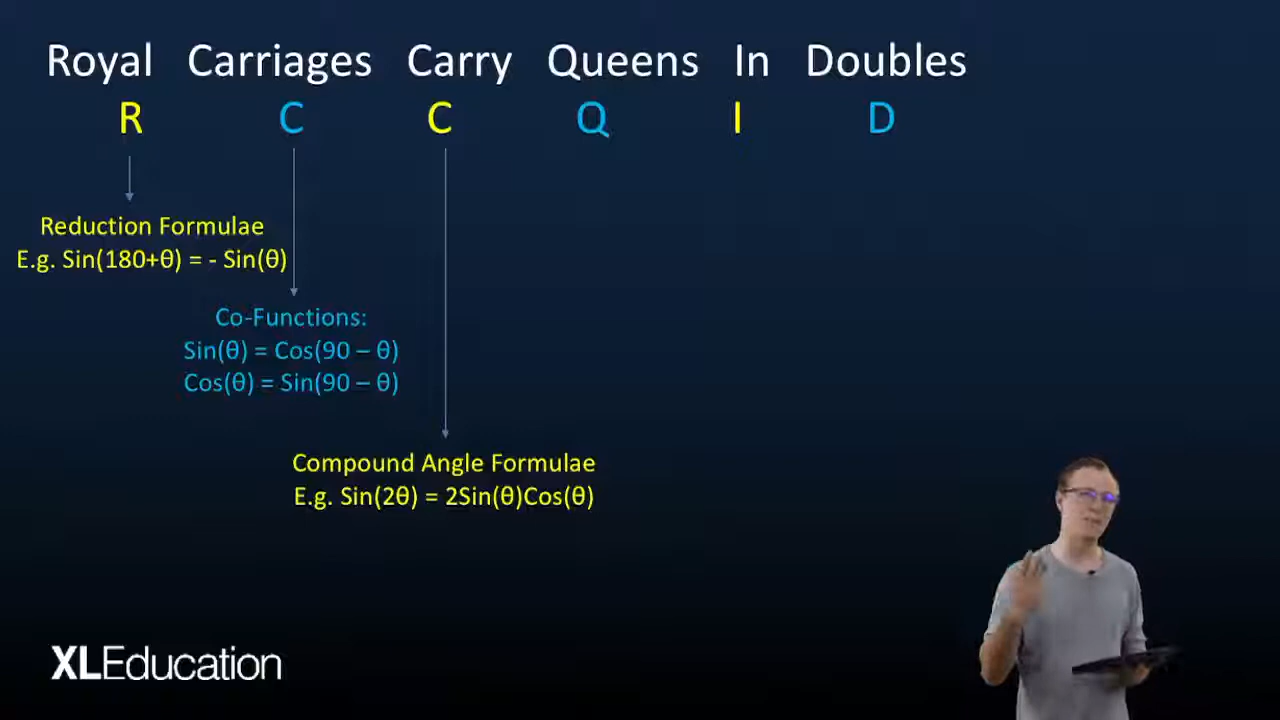 Royal Carriages Carry Queens In Doubles
R C C Q I D
Reduction Formulae
E.g. Sin(180+θ) = - Sin(θ)
Co-Functions:
Sin(θ) = Cos(90 – θ)
Cos(θ) = Sin(90 – θ)
Compound Angle Formulae
E.g. Sin(2θ) = 2Sin(θ)Cos(θ)
XLEducation